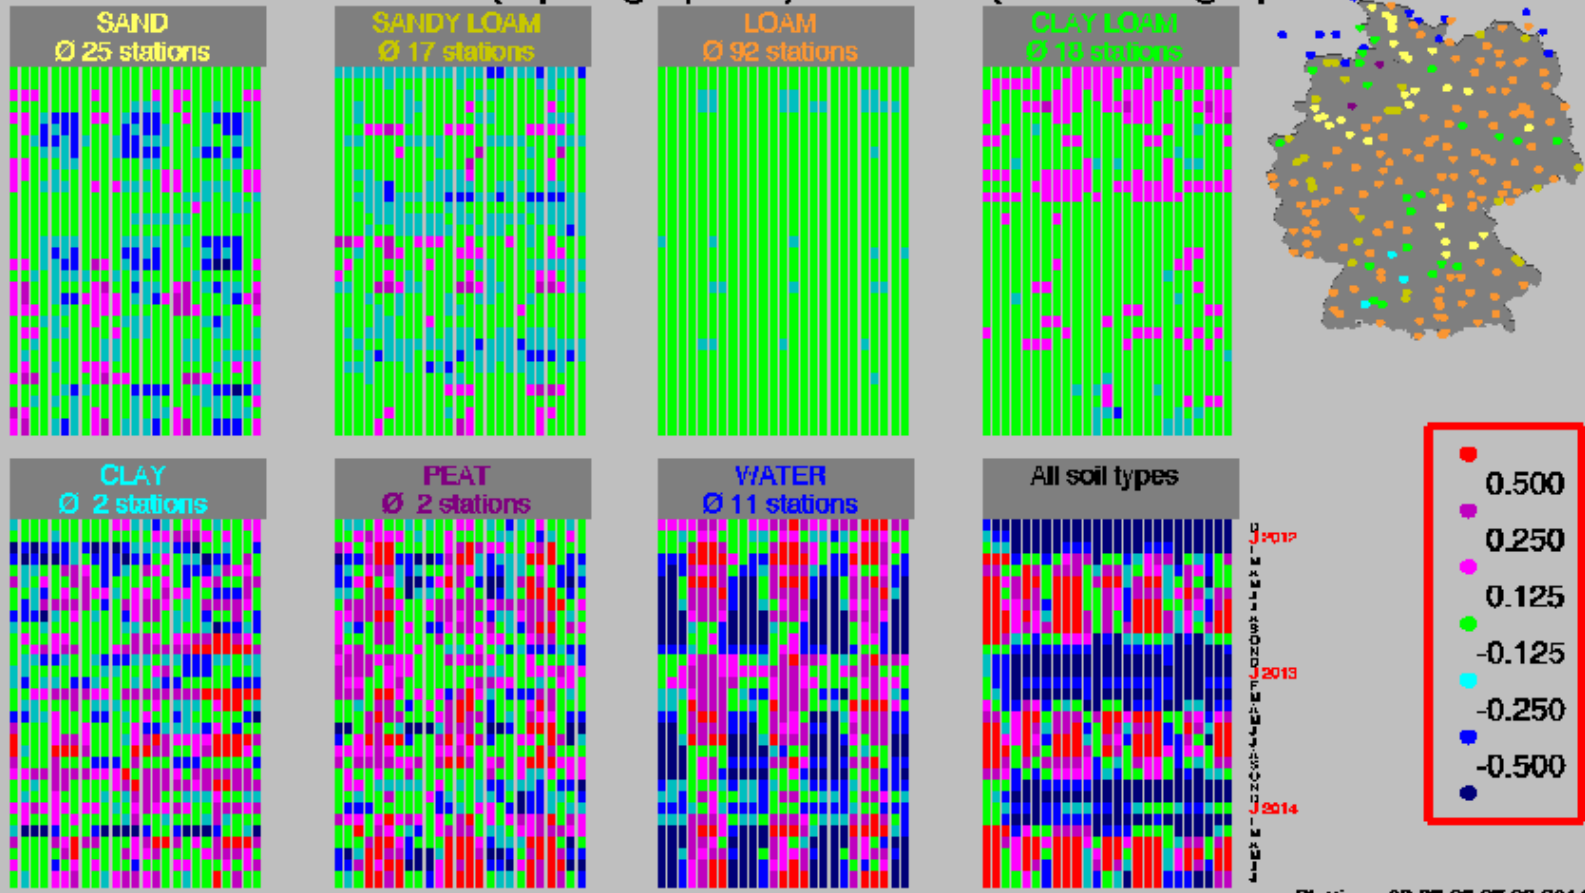 SAND
Ø 25 stations
SANDY LOAM
Ø 17 stations
LOAM
Ø 92 stations
CLAY LOAM
Ø 18 stations
CLAY
Ø 2 stations
PEAT
Ø 2 stations
WATER
Ø 11 stations
All soil types
D
J 2012
F
M
A
M
J
J
A
S
O
N
D
J 2013
F
M
A
M
J
J
A
S
O
N
D
J 2014
F
M
A
M
J
J
0.500
0.250
0.125
-0.125
-0.250
-0.500